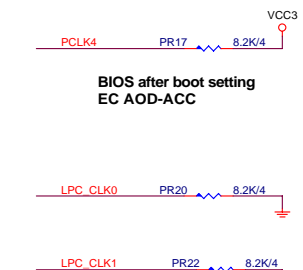 VCC3
PCLK4 PR17 8.2K/4
BIOS after boot setting
EC AOD-ACC
LPC_CLK0 PR20 8.2K/4
LPC_CLK1 PR22 8.2K/4